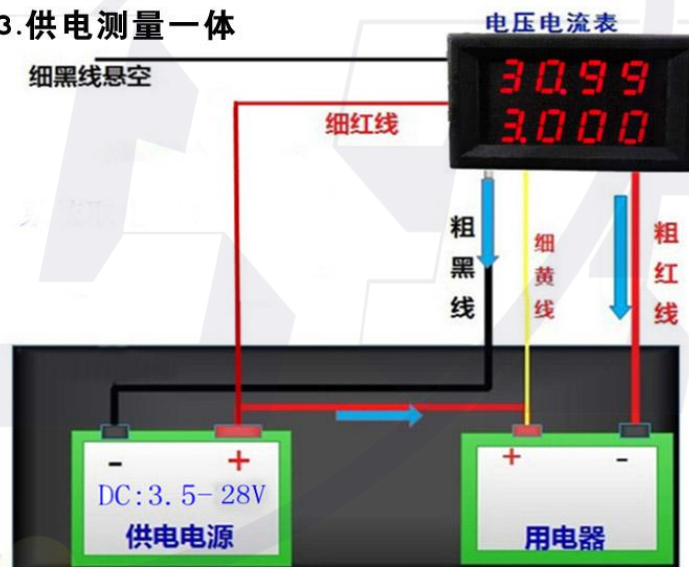 3.供电测量一体
电压电流表
细黑线悬空
30.99
3.000
细红线
粗黑线
细黄线
粗红线
- +
+ -
DC:3.5-28V
供电电源
用电器